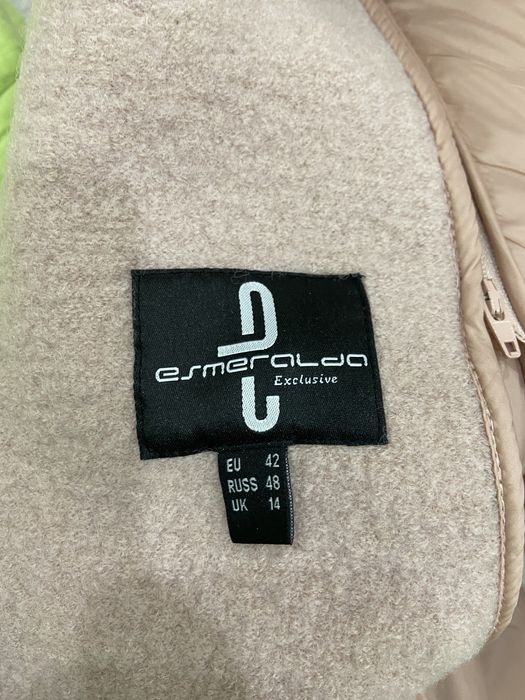 esmeralda
Exclusive
EU 42
RUSS 48
UK 14